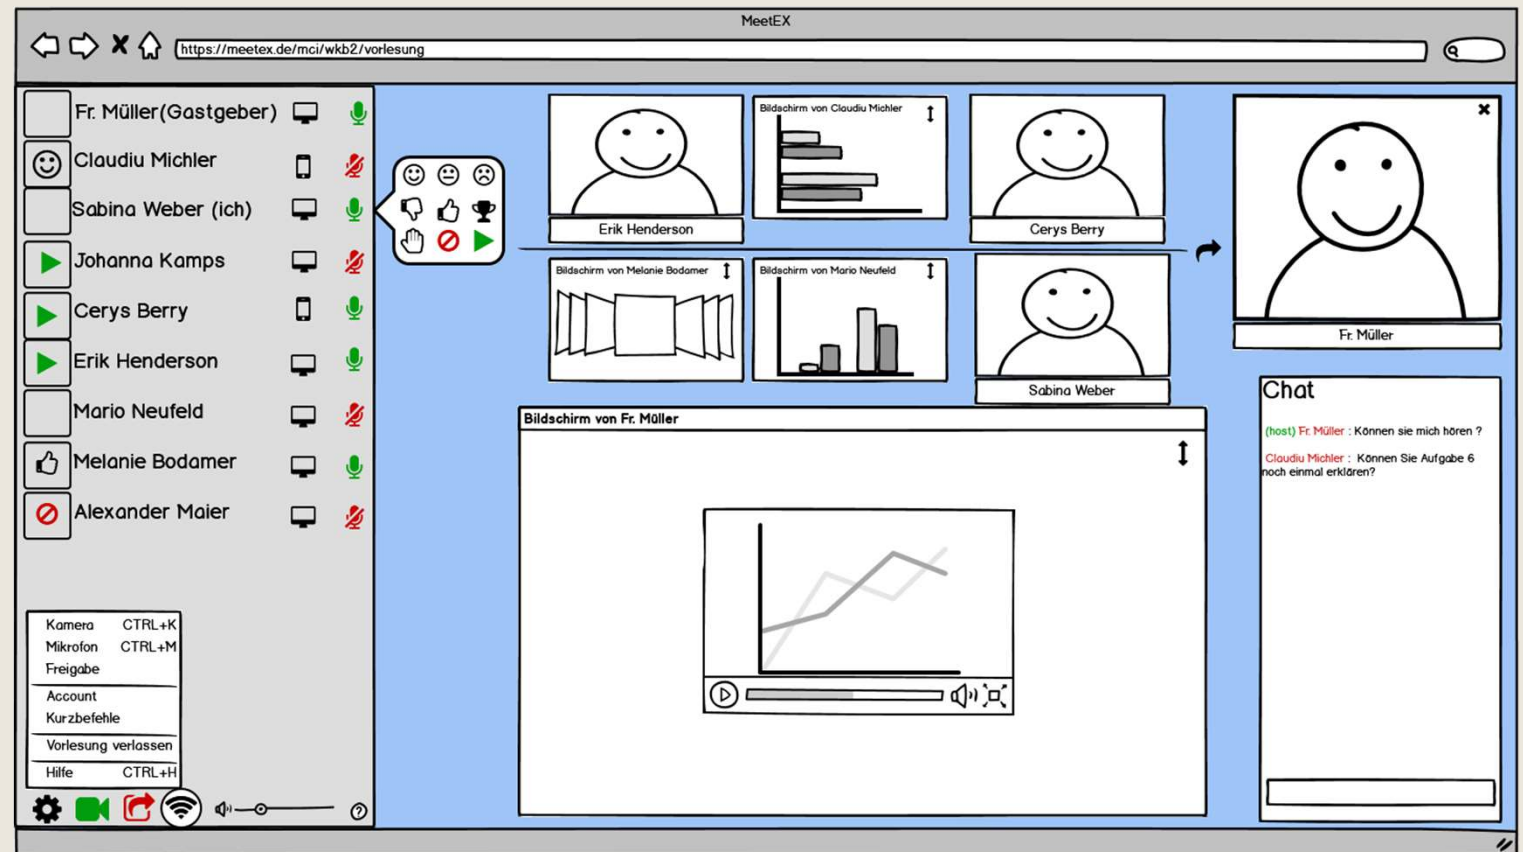 MeetEX
https://meetex.de/mci/wkb2/vorlesung
Fr. Müller(Gastgeber)
Claudiu Michler
Sabina Weber (ich)
Johanna Kamps
Cerys Berry
Erik Henderson
Mario Neufeld
Melanie Bodamer
Alexander Maier
Kamera CTRL+K
Mikrofon CTRL+M
Freigabe
Account
Kurzbefehle
Vorlesung verlassen
Hilfe CTRL+H
Erik Henderson
Bildschirm von Claudiu Michler
Cerys Berry
Bildschirm von Melanie Bodamer
Bildschirm von Mario Neufeld
Sabina Weber
Bildschirm von Fr. Müller
Fr. Müller
Chat
(host) Fr. Müller : Können sie mich hören ?
Claudiu Michler : Können Sie Aufgabe 6
noch einmal erklären?